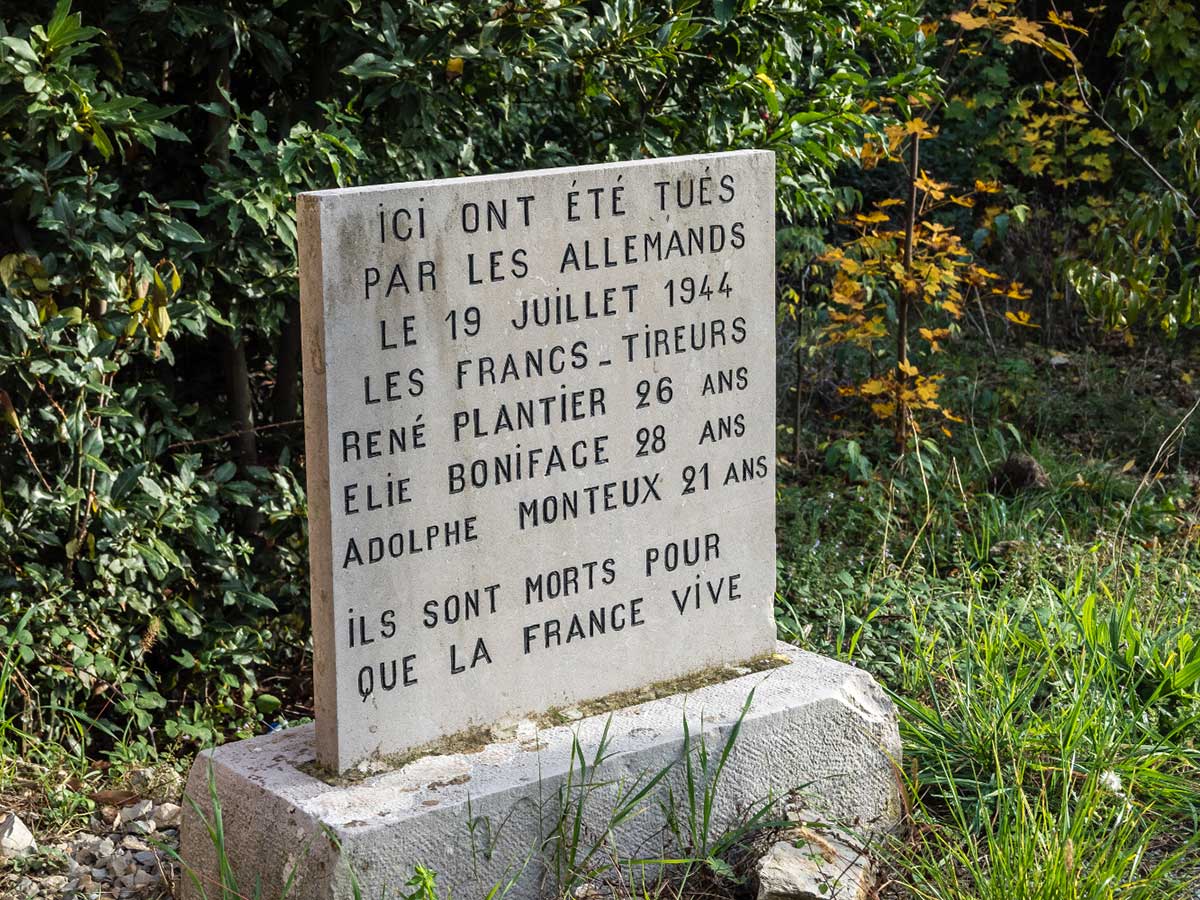 ICI ONT ÉTÉ TUÉS
PAR LES ALLEMANDS
LE 19 JUILLET 1944
LES FRANCS-TIREURS
RENÉ PLANTIER 26 ANS
ELIE BONIFACE 28 ANS
ADOLPHE MONTEUX 21 ANS
ILS SONT MORTS POUR
QUE LA FRANCE VIVE